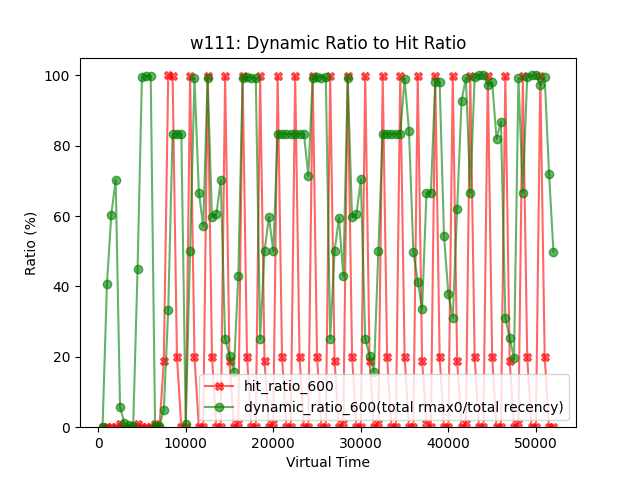 w111: Dynamic Ratio to Hit Ratio
100
80
60
40
20
0
Ratio (%)
hit_ratio_600
dynamic_ratio_600(total rmax0/total recency)
0
10000
20000
30000
40000
50000
Virtual Time